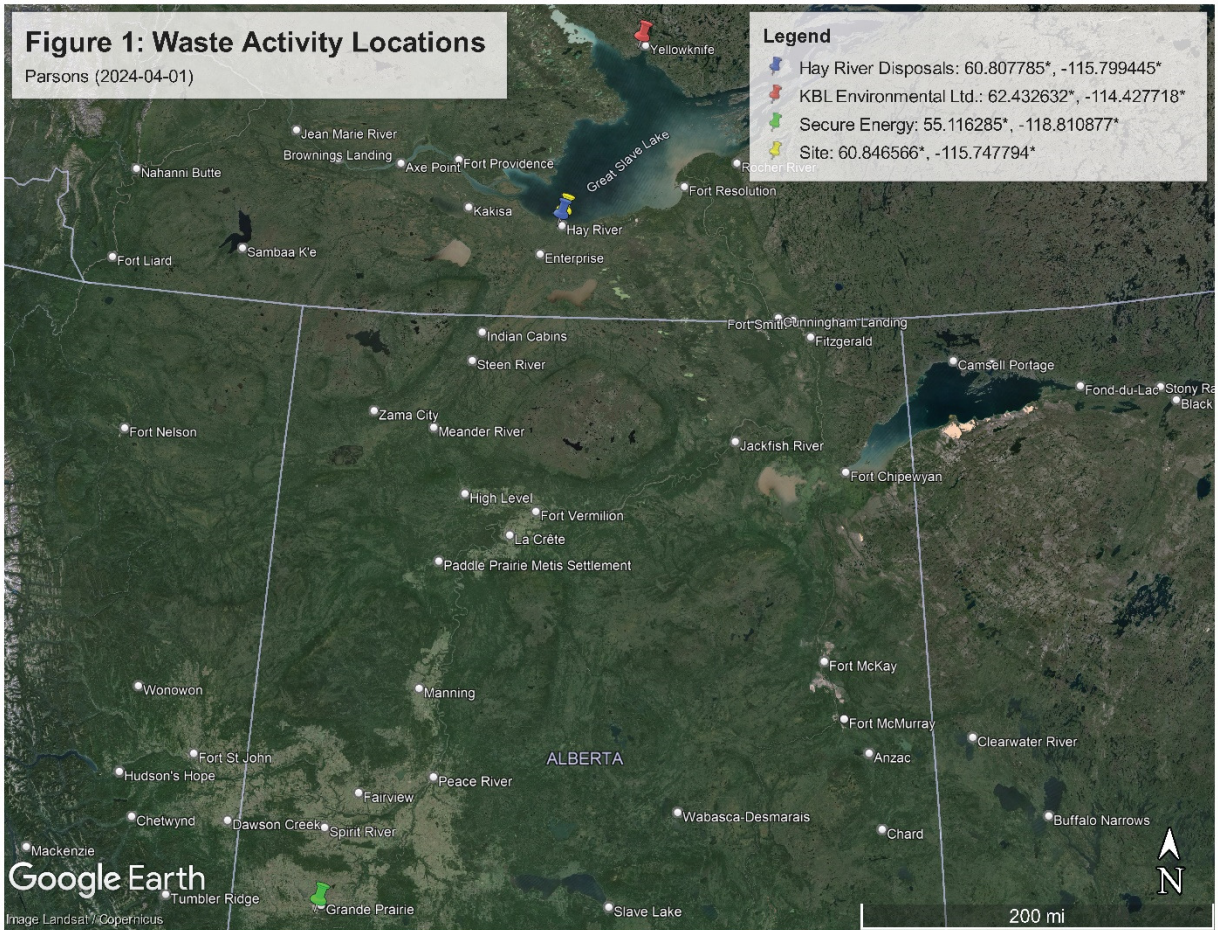 Figure 1: Waste Activity Locations
Parsons (2024-04-01)
Legend
Hay River Disposals: 60.807785*, -115.799445*
KBL Environmental Ltd.: 62.432632*, -114.427718*
Secure Energy: 55.116285*, -118.810877*
Site: 60.846566*, -115.747794*
Yellowknife
Jean Marie River
Brownings Landing
Axe Point
Fort Providence
Great Slave Lake
Rocher River
Nahanni Butte
Fort Resolution
Kakisa
Hay River
Sambaa K'e
Enterprise
Fort Liard
Fort Smith
Cunningham Landing
Indian Cabins
Fitzgerald
Steen River
Camsell Portage
Fond-du-Lac
Stony Ra
Black
Zama City
Fort Nelson
Meander River
Jackfish River
Fort Chipewyan
High Level
Fort Vermilion
La Crête
Paddle Prairie Metis Settlement
Fort McKay
Wonowon
Manning
Fort McMurray
Clearwater River
Fort St John
ALBERTA
Anzac
Hudson's Hope
Peace River
Fairview
Chetwynd
Dawson Creek
Spirit River
Wabasca-Desmarais
Buffalo Narrows
Chard
Mackenzie
Google Earth
Tumbler Ridge
N
Grande Prairie
Slave Lake
Image Landsat / Copernicus
200 mi